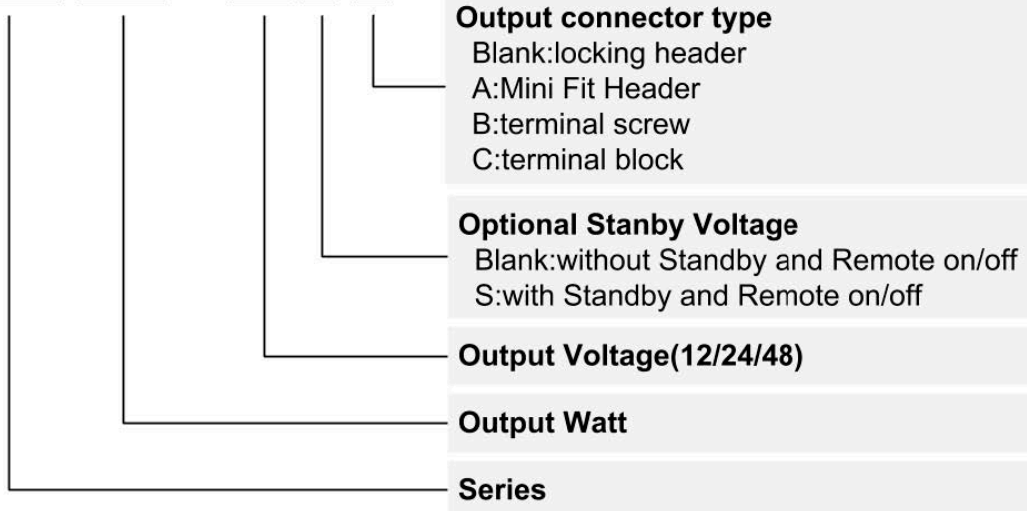 Output connector type
Blank:locking header
A:Mini Fit Header
B:terminal screw
C:terminal block
Optional Stanby Voltage
Blank:without Standby and Remote on/off
S:with Standby and Remote on/off
Output Voltage(12/24/48)
Output Watt
Series